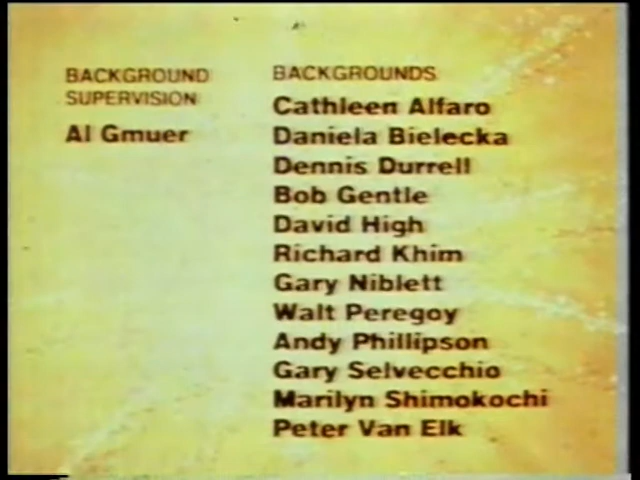 BACKGROUND
SUPERVISION
Al Gmuer
BACKGROUNDS
Cathleen Alfaro
Daniela Bielecka
Dennis Durrell
Bob Gentle
David High
Richard Khim
Gary Niblett
Walt Peregoy
Andy Phillipson
Gary Selvecchio
Marilyn Shimokochi
Peter Van Elk